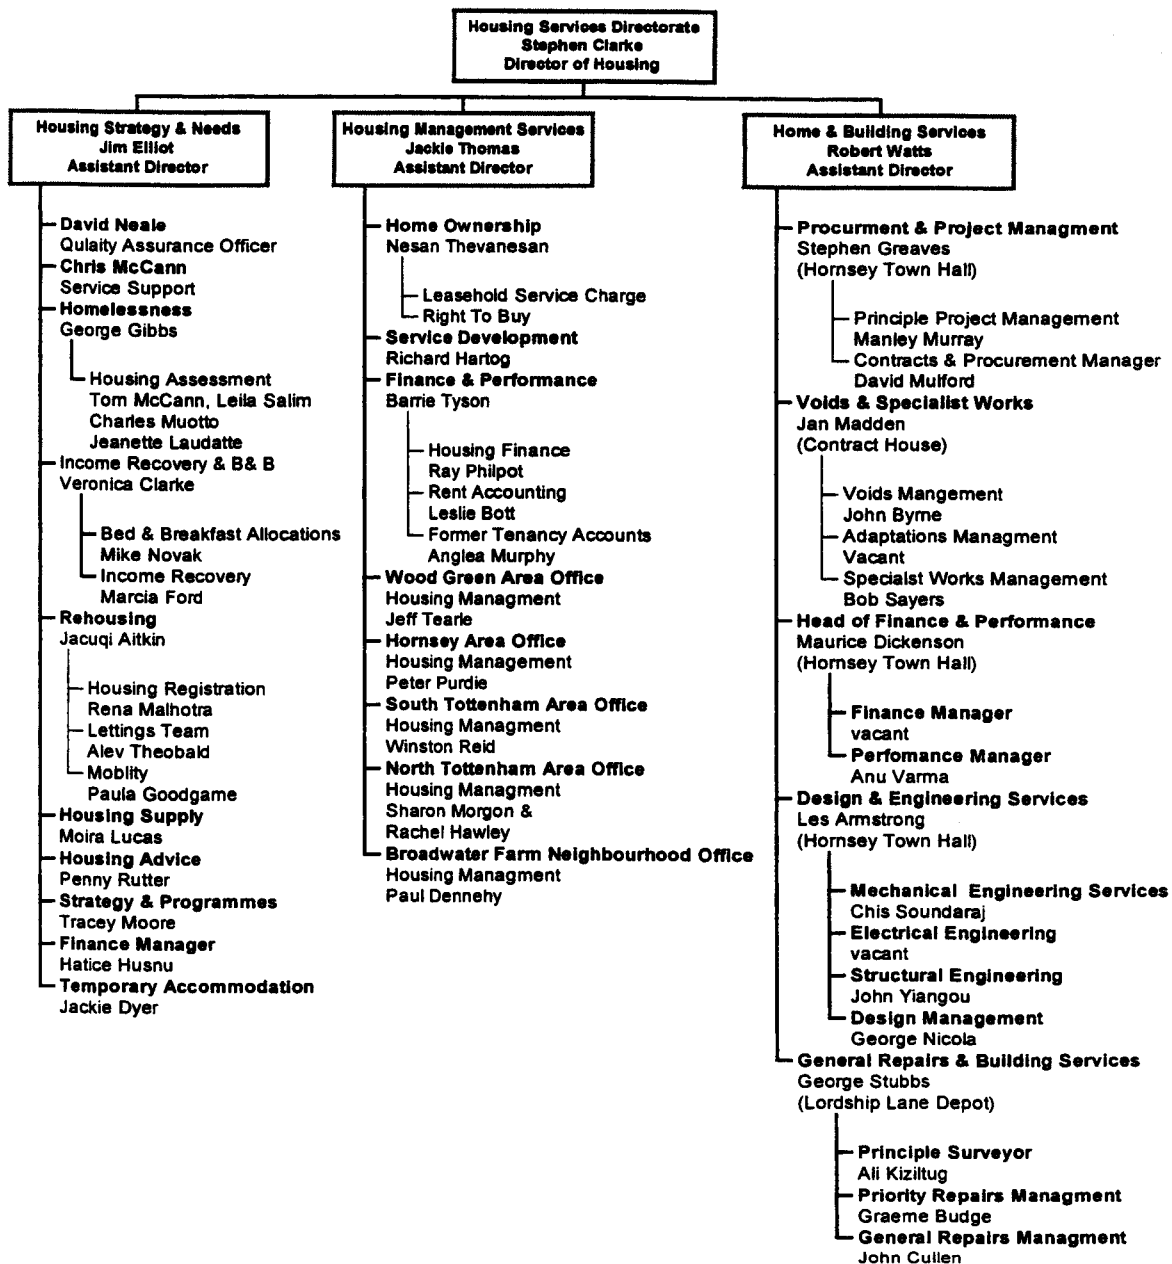 Housing Services Directorate
Stephen Clarke
Director of Housing
Housing Strategy & Needs
Jim Elliot
Assistant Director
David Neale
Qulaity Assurance Officer
Chris McCann
Service Support
Homelessness
George Gibbs
Housing Assessment
Tom McCann, Leila Salim
Charles Muotto
Jeanette Laudatte
Income Recovery & B& B
Veronica Clarke
Bed & Breakfast Allocations
Mike Novak
Income Recovery
Marcia Ford
Rehousing
Jacuqi Aitkin
Housing Registration
Rena Malhotra
Lettings Team
Alev Theobald
Moblity
Paula Goodgame
Housing Supply
Moira Lucas
Housing Advice
Penny Rutter
Strategy & Programmes
Tracey Moore
Finance Manager
Hatice Husnu
Temporary Accommodation
Jackie Dyer
Housing Management Services
Jackie Thomas
Assistant Director
Home Ownership
Nesan Thevanesan
Leasehold Service Charge
Right To Buy
Service Development
Richard Hartog
Finance & Performance
Barrie Tyson
Housing Finance
Ray Philpot
Rent Accounting
Leslie Bott
Former Tenancy Accounts
Anglea Murphy
Wood Green Area Office
Housing Managment
Jeff Tearle
Hornsey Area Office
Housing Management
Peter Purdie
South Tottenham Area Office
Housing Managment
Winston Reid
North Tottenham Area Office
Housing Managment
Sharon Morgon &
Rachel Hawley
Broadwater Farm Neighbourhood Office
Housing Managment
Paul Dennehy
Home & Building Services
Robert Watts
Assistant Director
Procurment & Project Managment
Stephen Greaves
(Hornsey Town Hall)
Principle Project Management
Manley Murray
Contracts & Procurement Manager
David Mulford
Voids & Specialist Works
Jan Madden
(Contract House)
Voids Mangement
John Byrne
Adaptations Managment
Vacant
Specialst Works Management
Bob Sayers
Head of Finance & Performance
Maurice Dickenson
(Hornsey Town Hall)
Finance Manager
vacant
Perfomance Manager
Anu Varma
Design & Engineering Services
Les Armstrong
(Hornsey Town Hall)
Mechanical Engineering Services
Chis Soundaraj
Electrical Engineering
vacant
Structural Engineering
John Yiangou
Design Management
George Nicola
General Repairs & Building Services
George Stubbs
(Lordship Lane Depot)
Principle Surveyor
Ali Kiziltug
Priority Repairs Managment
Graeme Budge
General Repairs Managment
John Cullen